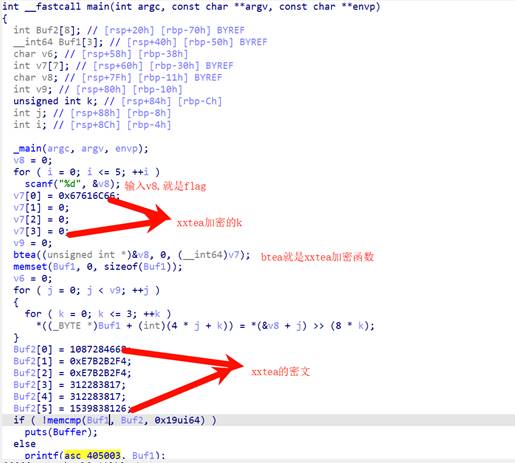 int __fastcall main(int argc, const char **argv, const char **envp)
{
  int Buf2[8]; // [rsp+20h] [rbp-70h] BYREF
  __int64 Buf1[3]; // [rsp+40h] [rbp-50h] BYREF
  char v6; // [rsp+58h] [rbp-38h]
  int v7[7]; // [rsp+60h] [rbp-30h] BYREF
  char v8; // [rsp+7Fh] [rbp-11h] BYREF
  int v9; // [rsp+80h] [rbp-10h]
  unsigned int k; // [rsp+84h] [rbp-Ch]
  int j; // [rsp+88h] [rbp-8h]
  int i; // [rsp+8Ch] [rbp-4h]
  _main(argc, argv, envp);
  v8 = 0;
  for ( i = 0; i <= 5; ++i )
    scanf("%d", &v8); 输入v8,就是flag
  v7[0] = 0x67616C66;
  v7[1] = 0;
  v7[2] = 0; xxtea加密的k
  v7[3] = 0;
  v9 = 0;
  btea((unsigned int *)&v8, 0, (__int64)v7); btea就是xxtea加密函数
  memset(Buf1, 0, sizeof(Buf1));
  v6 = 0;
  for ( j = 0; j < v9; ++j )
  {
    for ( k = 0; k <= 3; ++k )
      *((_BYTE *)Buf1 + (int)(4 * j + k)) = *(&v8 + j) >> (8 * k);
  }
  Buf2[0] = 1087284660;
  Buf2[1] = 0xE7B2B2F4;
  Buf2[2] = 0xE7B2B2F4; xxtea的密文
  Buf2[3] = 312283817;
  Buf2[4] = 312283817;
  Buf2[5] = 1539838126;
  if ( !memcmp(Buf1, Buf2, 0x19ui64) )
    puts(Buffer);
  else
    printf(asc_405003, Buf1);